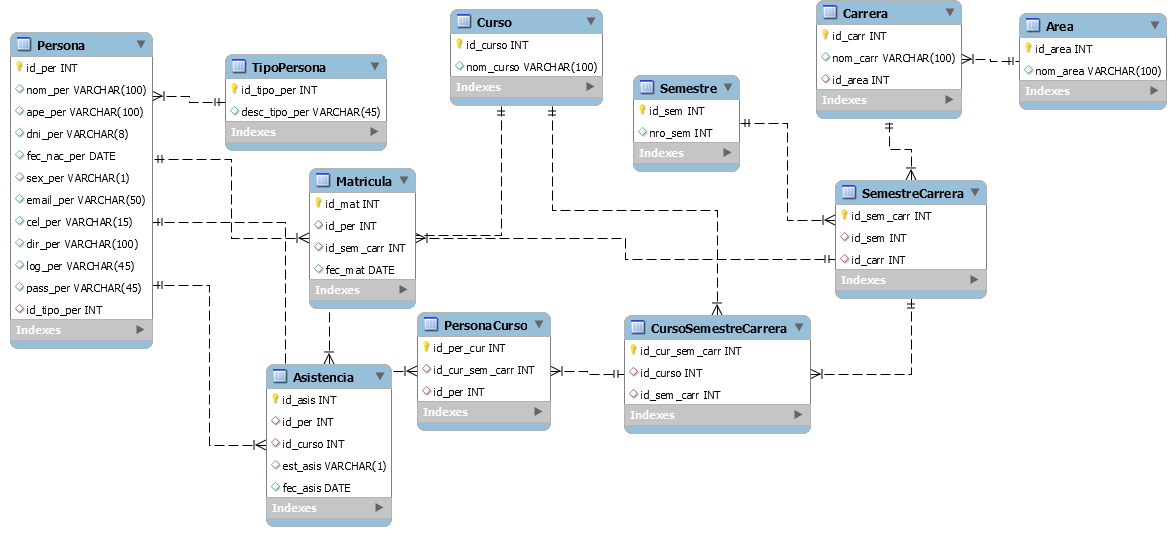 Persona
id_per INT
nom_per VARCHAR(100)
ape_per VARCHAR(100)
dni_per VARCHAR(8)
fec_nac_per DATE
sex_per VARCHAR(1)
email_per VARCHAR(50)
cel_per VARCHAR(15)
dir_per VARCHAR(100)
log_per VARCHAR(45)
pass_per VARCHAR(45)
id_tipo_per INT
Indexes
TipoPersona
id_tipo_per INT
desc_tipo_per VARCHAR(45)
Indexes
Matricula
id_mat INT
id_per INT
id_sem_carr INT
fec_mat DATE
Indexes
Asistencia
id_asis INT
id_per INT
id_curso INT
est_asis VARCHAR(1)
fec_asis DATE
Indexes
Curso
id_curso INT
nom_curso VARCHAR(100)
Indexes
PersonaCurso
id_per_cur INT
id_cur_sem_carr INT
id_per INT
Indexes
Semestre
id_sem INT
nro_sem INT
Indexes
CursoSemestreCarrera
id_cur_sem_carr INT
id_curso INT
id_sem_carr INT
Indexes
Carrera
id_carr INT
nom_carr VARCHAR(100)
id_area INT
Indexes
SemestreCarrera
id_sem_carr INT
id_sem INT
id_carr INT
Indexes
Area
id_area INT
nom_area VARCHAR(100)
Indexes